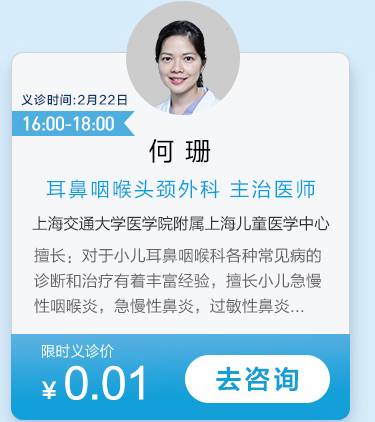 义诊时间:2月22日
16:00-18:00
何 珊
耳鼻咽喉头颈外科 主治医师
上海交通大学医学院附属上海儿童医学中心
擅长：对于小儿耳鼻咽喉科各种常见病的
诊断和治疗有着丰富经验，擅长小儿急慢
性咽喉炎，急慢性鼻炎，过敏性鼻炎...
限时义诊价
¥ 0.01
去咨询